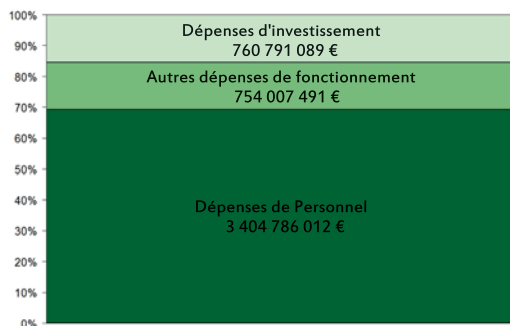 100%
Dépenses d'investissement
90%
760 791 089 €
80%
Autres dépenses de fonctionnement
754 007 491 €
70%
60%
50%
40%
Dépenses de Personnel
30%
3 404 786 012 €
20%
10%
0%